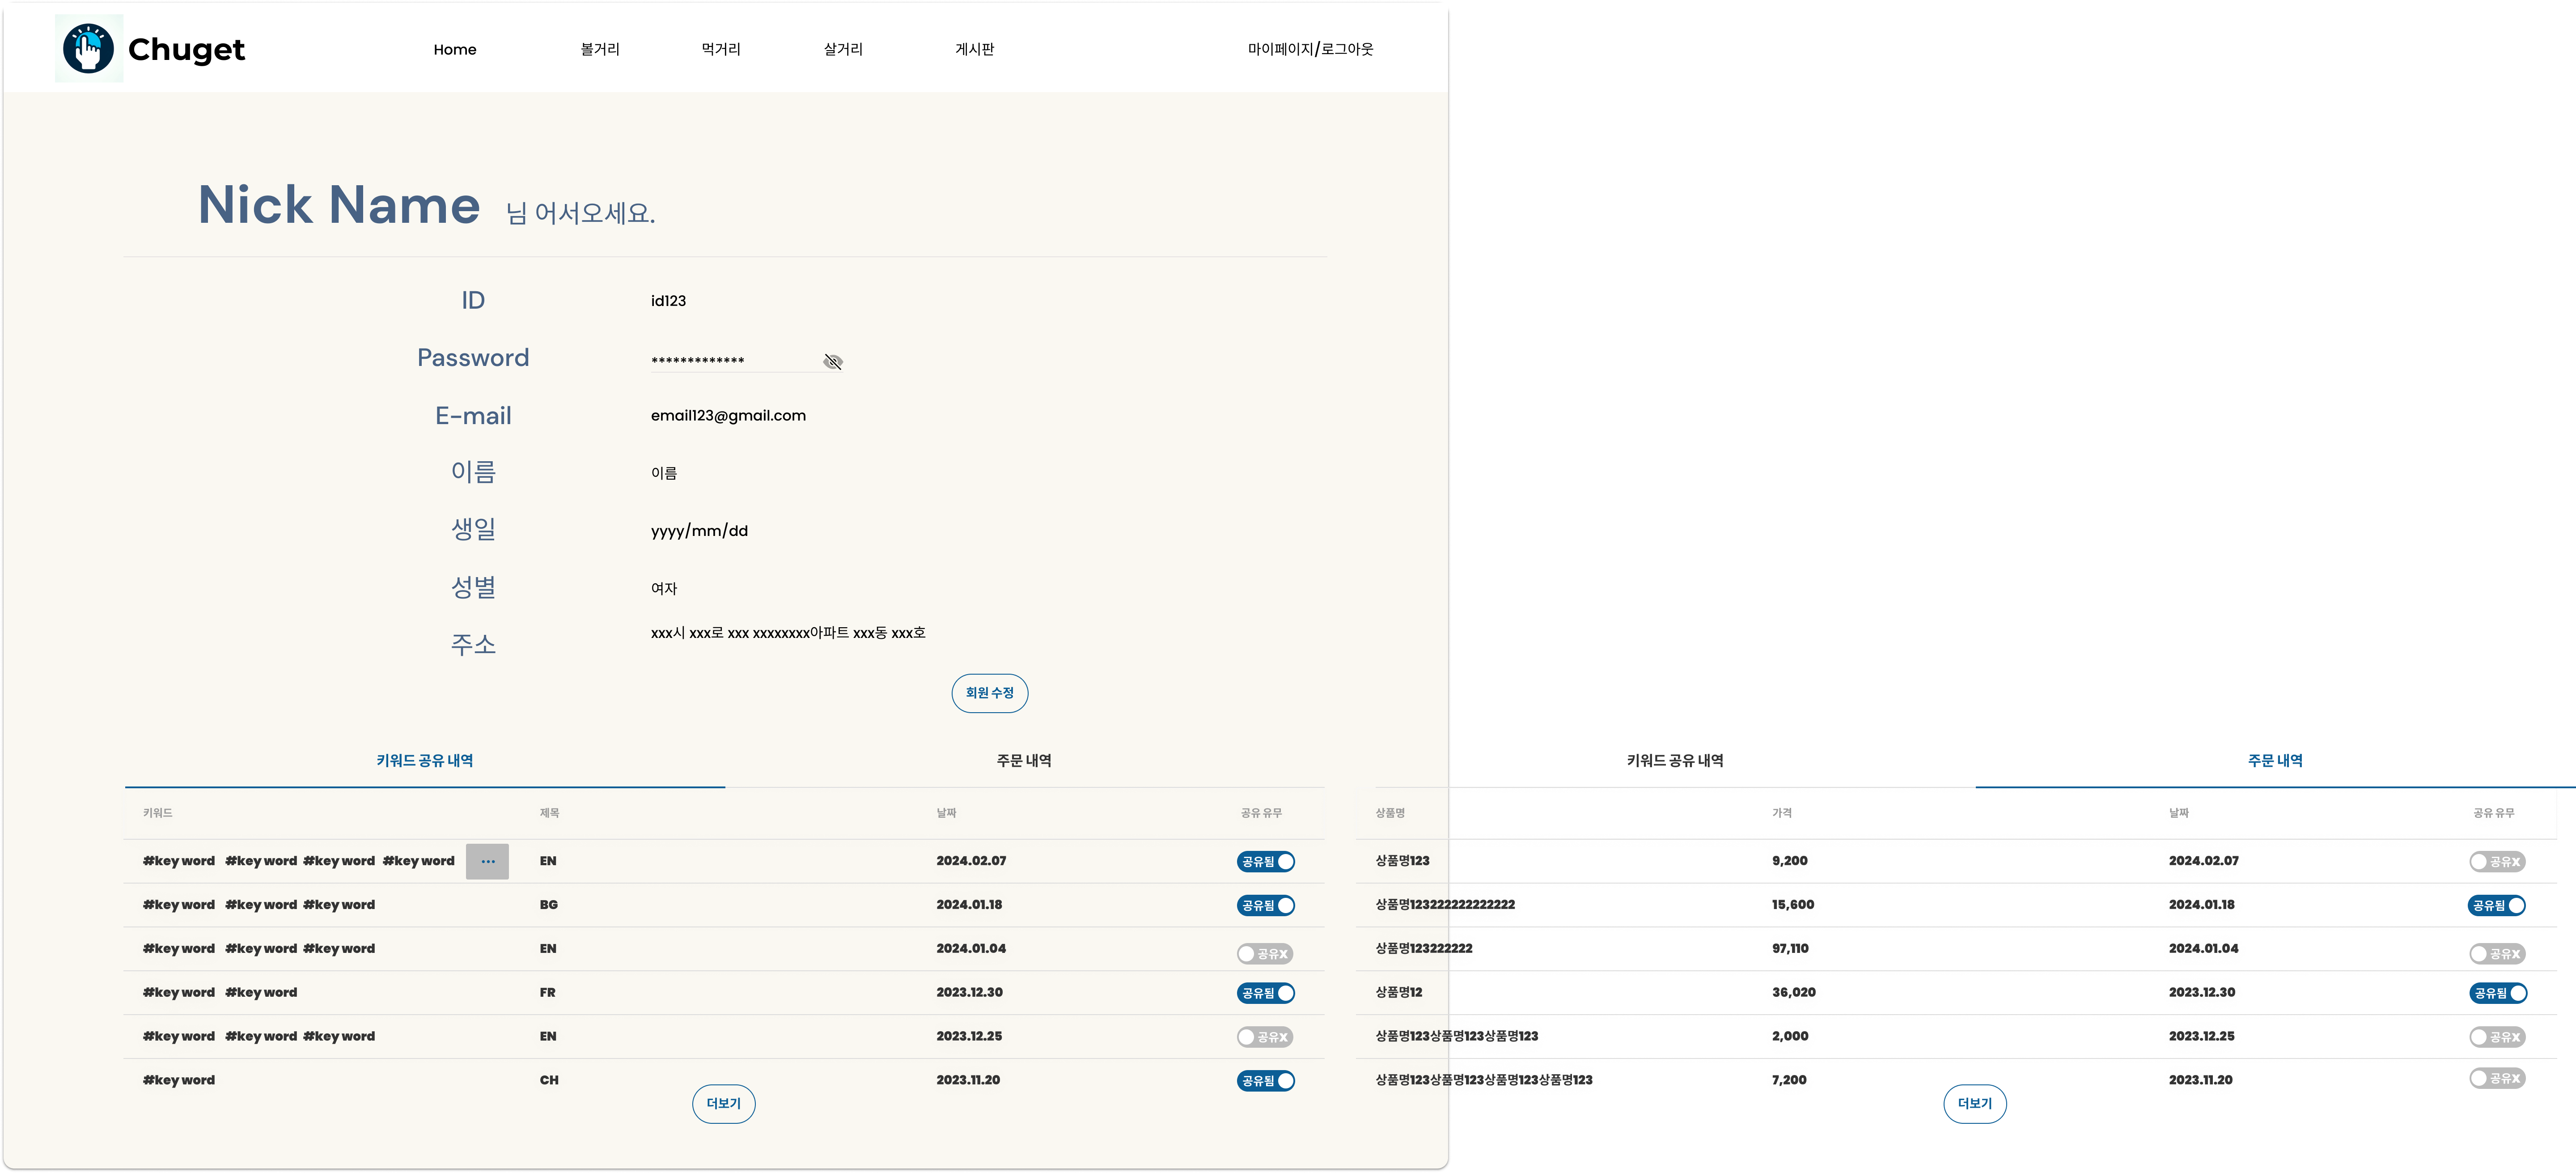 Chuget Home 볼거리 먹거리 살거리 게시판 마이페이지/로그아웃
Nick Name 님 어서오세요.
ID id123
Password *************
E-mail email123@gmail.com
이름 이름
생일 yyyy/mm/dd
성별 여자
주소 xxx시 xxx로 xxx xxxxxxxx아파트 xxx동 xxx호
회원 수정
키워드 공유 내역 주문 내역
키워드 제목 날짜 공유 유무
#key word #key word #key word #key word ... EN 2024.02.07 공유됨
#key word #key word #key word BG 2024.01.18 공유됨
#key word #key word #key word EN 2024.01.04 공유X
#key word #key word FR 2023.12.30 공유됨
#key word #key word #key word EN 2023.12.25 공유X
#key word CH 2023.11.20 공유됨
더보기
키워드 공유 내역 주문 내역
상품명 가격 날짜 공유 유무
상품명123 9,200 2024.02.07 공유X
상품명123222222222222 15,600 2024.01.18 공유됨
상품명123222222 97,110 2024.01.04 공유X
상품명12 36,020 2023.12.30 공유됨
상품명123상품명123상품명123 2,000 2023.12.25 공유X
상품명123상품명123상품명123상품명123 7,200 2023.11.20 공유X
더보기